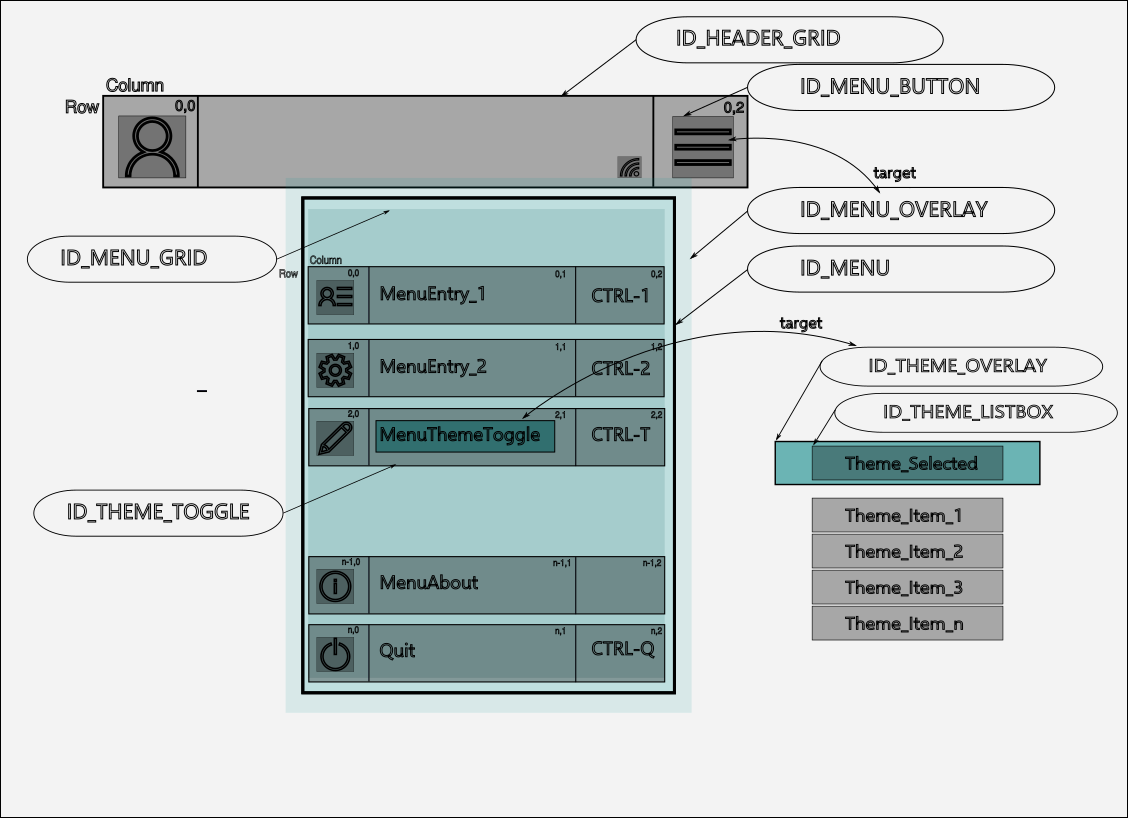 ID_HEADER_GRID
Column
ID_MENU_BUTTON
Row
0,0
0,2
target
ID_MENU_OVERLAY
ID_MENU_GRID
Column
ID_MENU
Row
0,0
0,1
0,2
MenuEntry_1
CTRL-1
target
1,0
1,1
1,2
MenuEntry_2
CTRL-2
ID_THEME_OVERLAY
2,0
2,1
2,2
ID_THEME_LISTBOX
MenuThemeToggle
CTRL-T
Theme_Selected
ID_THEME_TOGGLE
Theme_Item_1
Theme_Item_2
n-1,0
n-1,1
n-1,2
MenuAbout
Theme_Item_3
Theme_Item_n
n,0
n,1
n,2
Quit
CTRL-Q